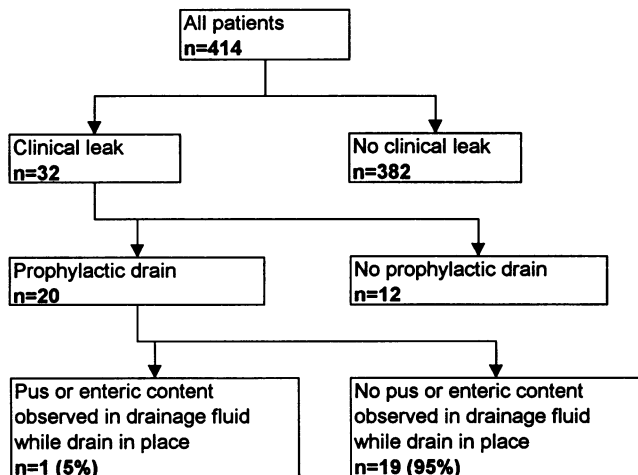 All patients
n=414
Clinical leak
n=32
No clinical leak
n=382
Prophylactic drain
n=20
No prophylactic drain
n=12
Pus or enteric content
observed in drainage fluid
while drain in place
n=1 (5%)
No pus or enteric content
observed in drainage fluid
while drain in place
n=19 (95%)